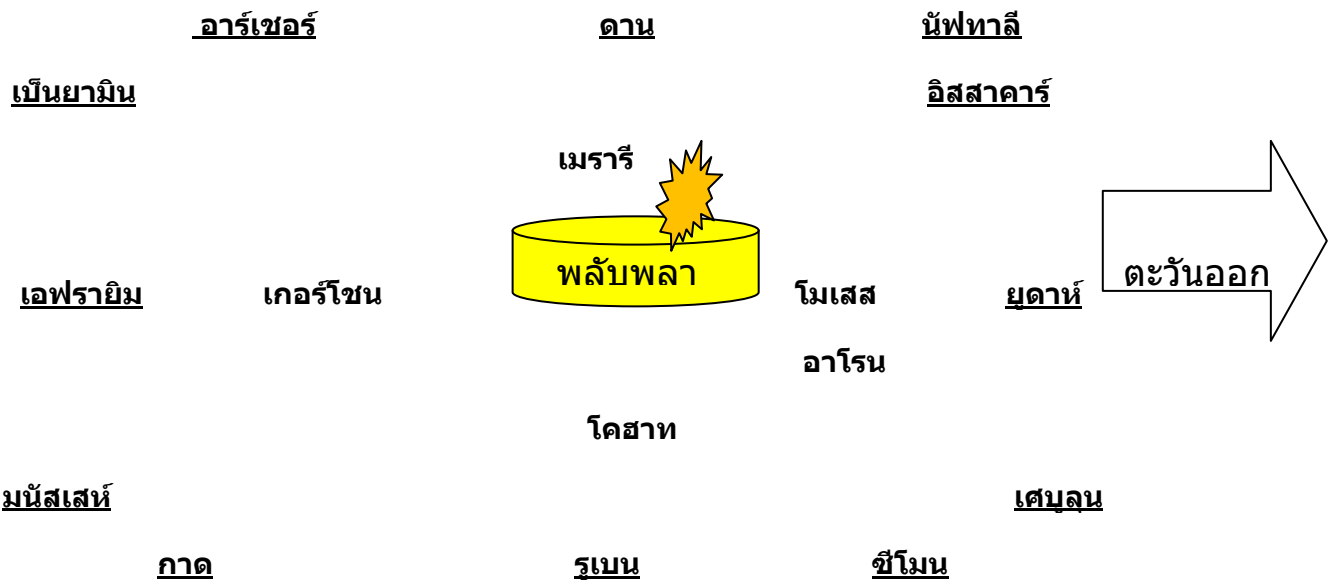 อาร์เชอร์ ดาน นัฟทาลี
เบ็นยามิน อิสสาคาร์
เมรารี
พลับพลา ตะวันออก
เอฟรายิม เกอร์โชน โมเสส ยูดาห์
อาโรน
โคฮาท
มนัสเสห์ เศบูลุน
กาด รูเบน ซีโมน